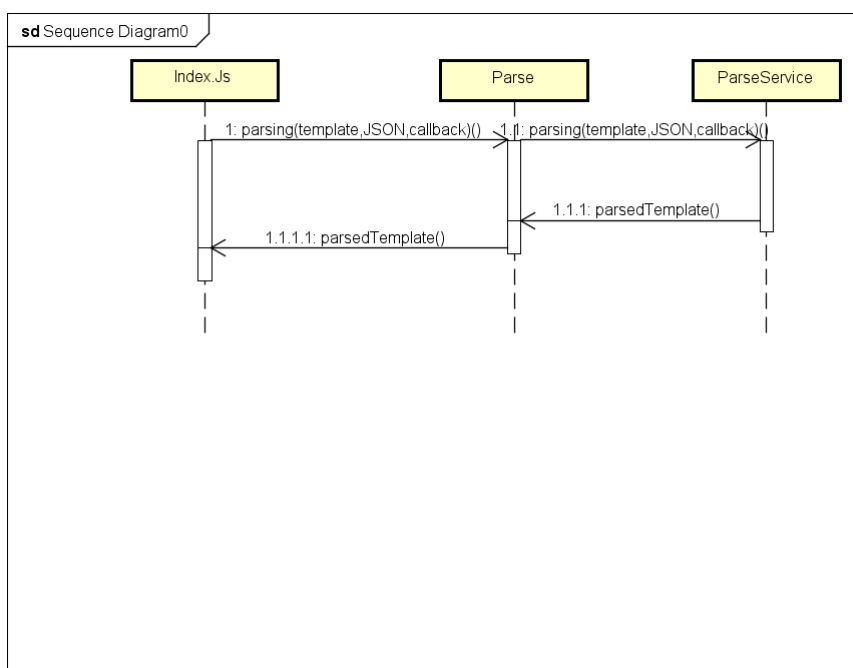 sd Sequence Diagram0
Index.Js
Parse
ParseService
1: parsing(template,JSON,callback)()
1.1: parsing(template,JSON,callback)()
1.1.1: parsedTemplate()
1.1.1.1: parsedTemplate()